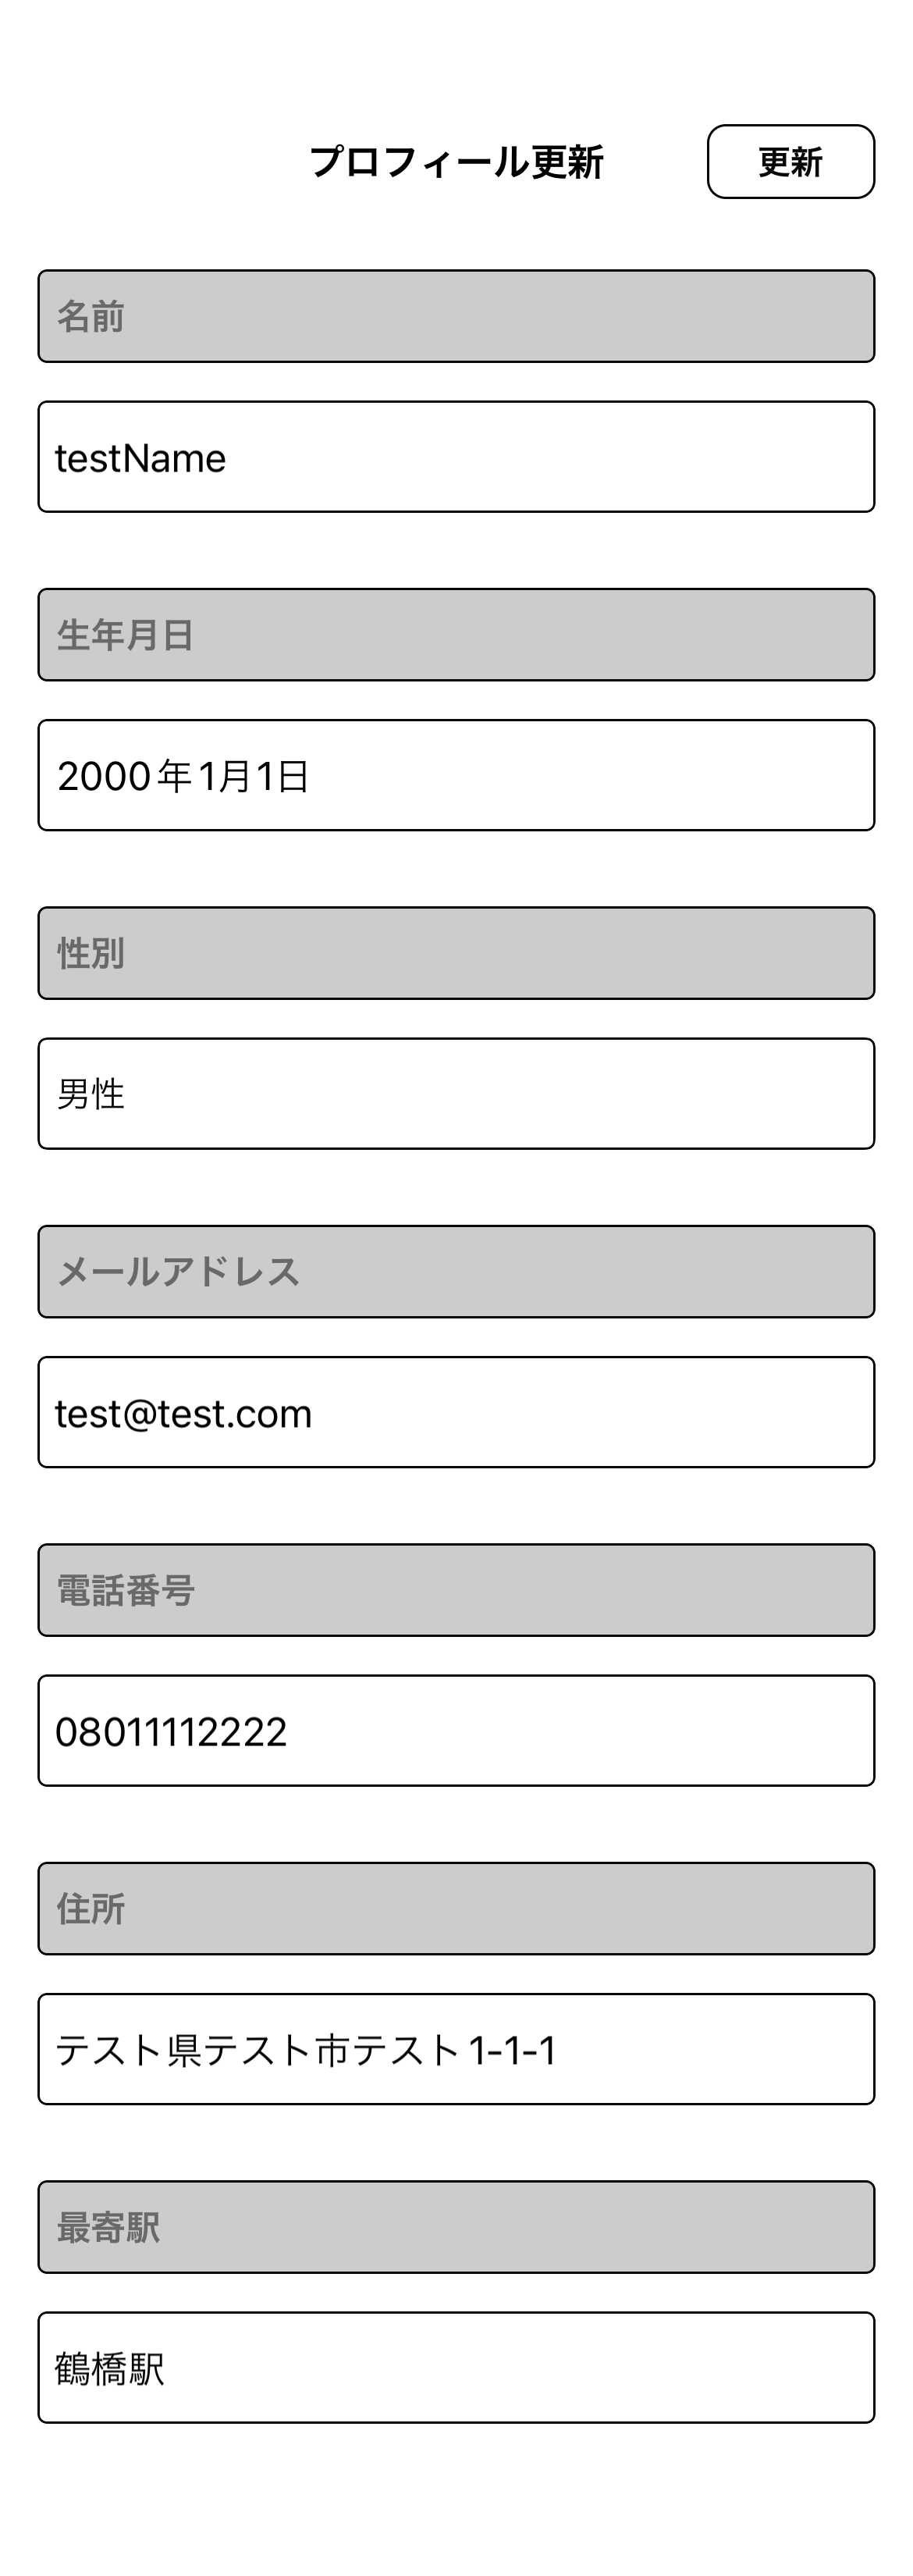 プロフィール更新
更新
名前
testName
生年月日
2000年1月1日
性別
男性
メールアドレス
test@test.com
電話番号
08011112222
住所
テスト県テスト市テスト1-1-1
最寄駅
鶴橋駅